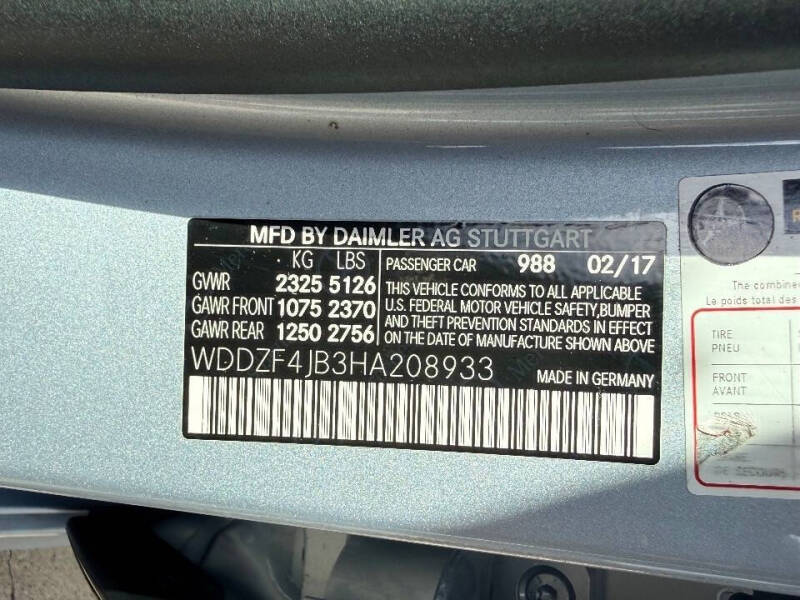 MFD BY DAIMLER AG STUTTGART
KG LBS
GVWR 2325 5126
GAWR FRONT 1075 2370
GAWR REAR 1250 2756
PASSENGER CAR 988 02/17
THIS VEHICLE CONFORMS TO ALL APPLICABLE
U.S. FEDERAL MOTOR VEHICLE SAFETY,BUMPER
AND THEFT PREVENTION STANDARDS IN EFFECT
ON THE DATE OF MANUFACTURE SHOWN ABOVE
WDDZF4JB3HA208933
MADE IN GERMANY
The combined
Le poids total des
TIRE
PNEU
FRONT
AVANT
DE SECOURS